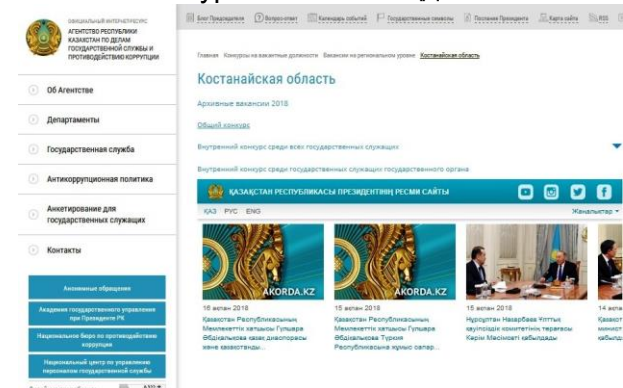 Блог Председателя Вопрос-ответ Календарь событий Государственные символы Послания Президента Карта сайта RSS
ОФИЦИАЛЬНЫЙ ИНТЕРНЕТ-РЕСУРС
АГЕНТСТВО РЕСПУБЛИКИ
КАЗАХСТАН ПО ДЕЛАМ
ГОСУДАРСТВЕННОЙ СЛУЖБЫ И
ПРОТИВОДЕЙСТВИЮ КОРРУПЦИИ
Главная Конкурсы на вакантные должности Вакансии на региональном уровне Костанайская область
Костанайская область
Архивные вакансии 2018
Общий конкурс
Внутренний конкурс среди всех государственных служащих
Внутренний конкурс среди государственных служащих государственного органа
Об Агентстве
Департаменты
Государственная служба
Антикоррупционная политика
Анкетирование для
государственных служащих
Контакты
Анонимные обращения
Академия государственного управления
при Президенте РК
Национальное бюро по противодействию
коррупции
Национальный центр по управлению
персоналом государственной службы
ҚАЗАҚСТАН РЕСПУБЛИКАСЫ ПРЕЗИДЕНТІНІҢ РЕСМИ САЙТЫ
ҚАЗ РУС ENG
Жаңалықтар
AKORDA.KZ
AKORDA.KZ
16 ақпан 2018
Қазақстан Республикасының
Мемлекеттік хатшысы Гүлшара
Әбдіқалықова қазақ диаспорасы
және қазақстанды...
15 ақпан 2018
Қазақстан Республикасының
Мемлекеттік хатшысы Гүлшара
Әбдіқалықова Түркия
Республикасына жұмыс сапар...
15 ақпан 2018
Нұрсұлтан Назарбаев Ұлттық
қауіпсіздік комитетінің төрағасы
Кәрім Мәсімовті қабылдады
14 ақпа
Қазақс
минист
қабылд